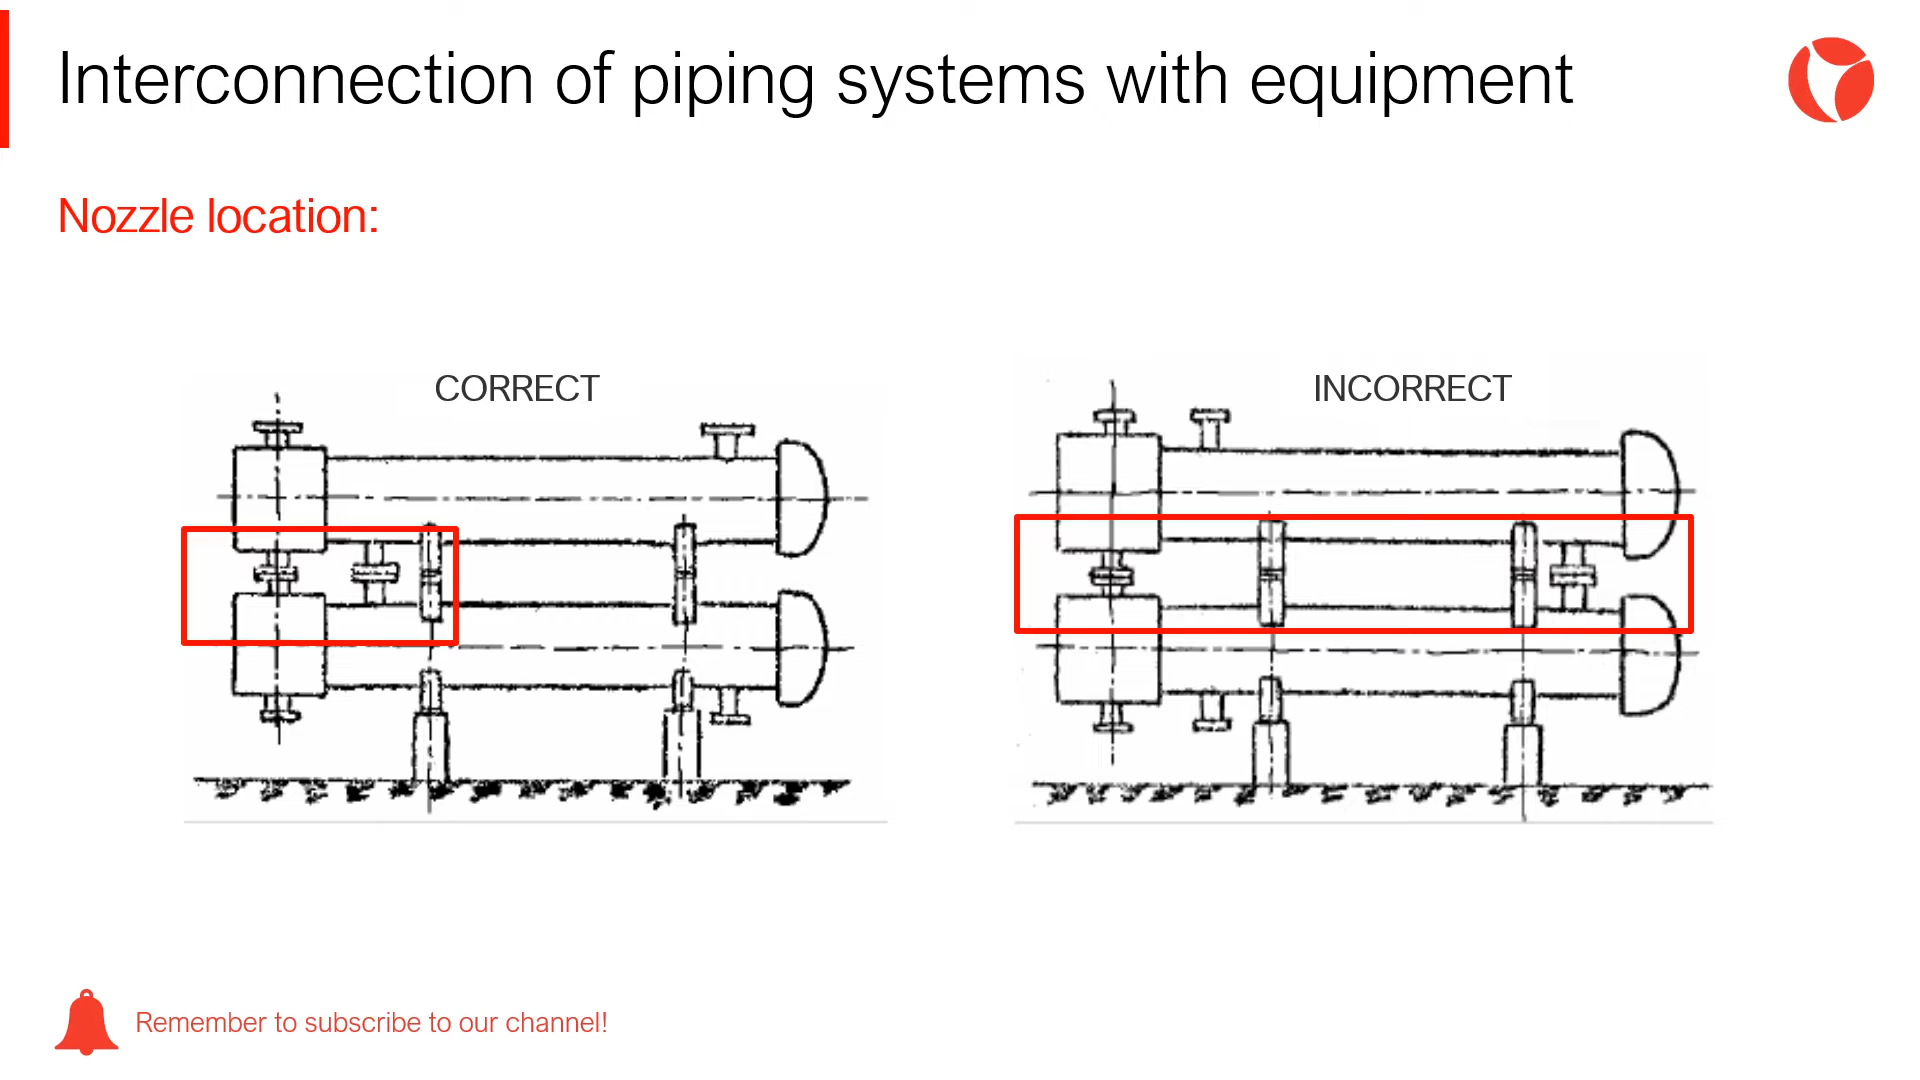 Interconnection of piping systems with equipment
Nozzle location:
CORRECT
INCORRECT
Remember to subscribe to our channel!